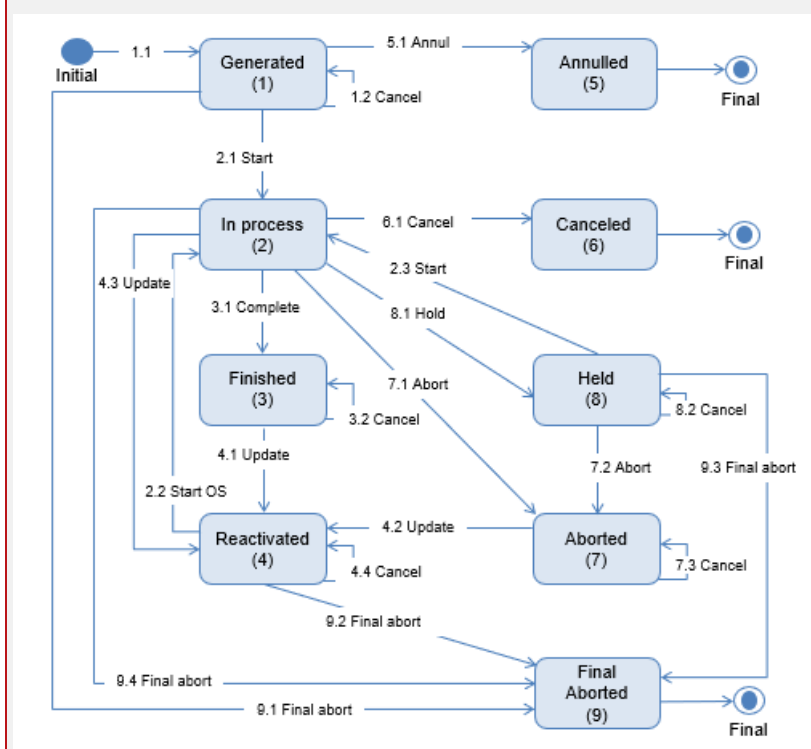 1.1
Initial
Generated
(1)
5.1 Annul
Annulled
(5)
Final
1.2 Cancel
2.1 Start
In process
(2)
6.1 Cancel
Canceled
(6)
Final
2.3 Start
4.3 Update
3.1 Complete
8.1 Hold
Finished
(3)
7.1 Abort
Held
(8)
3.2 Cancel
8.2 Cancel
4.1 Update
7.2 Abort
9.3 Final abort
2.2 Start OS
Reactivated
(4)
4.2 Update
Aborted
(7)
4.4 Cancel
7.3 Cancel
9.2 Final abort
Final
Aborted
(9)
9.4 Final abort
9.1 Final abort
Final